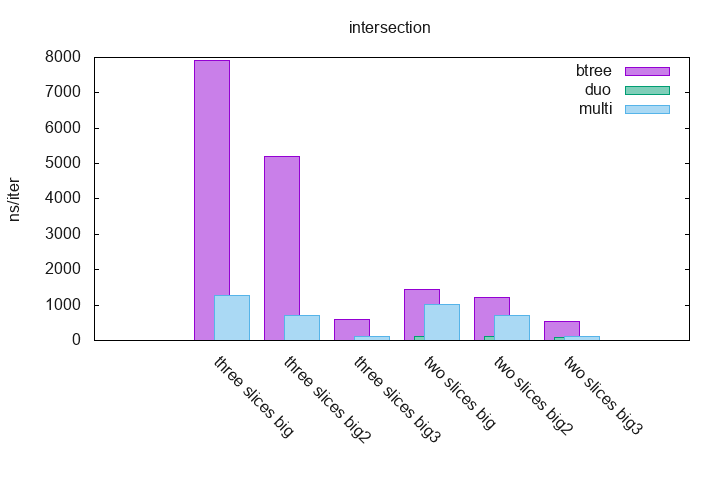 intersection
8000
7000
6000
5000
4000
3000
2000
1000
0
ns/iter
btree
duo
multi
three slices big
three slices big2
three slices big3
two slices big
two slices big2
two slices big3